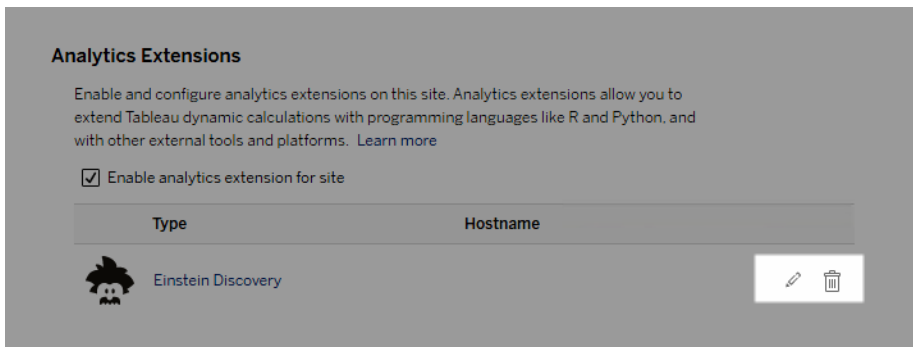 Analytics Extensions
Enable and configure analytics extensions on this site. Analytics extensions allow you to
extend Tableau dynamic calculations with programming languages like R and Python, and
with other external tools and platforms. Learn more
Enable analytics extension for site
Type Hostname
Einstein Discovery